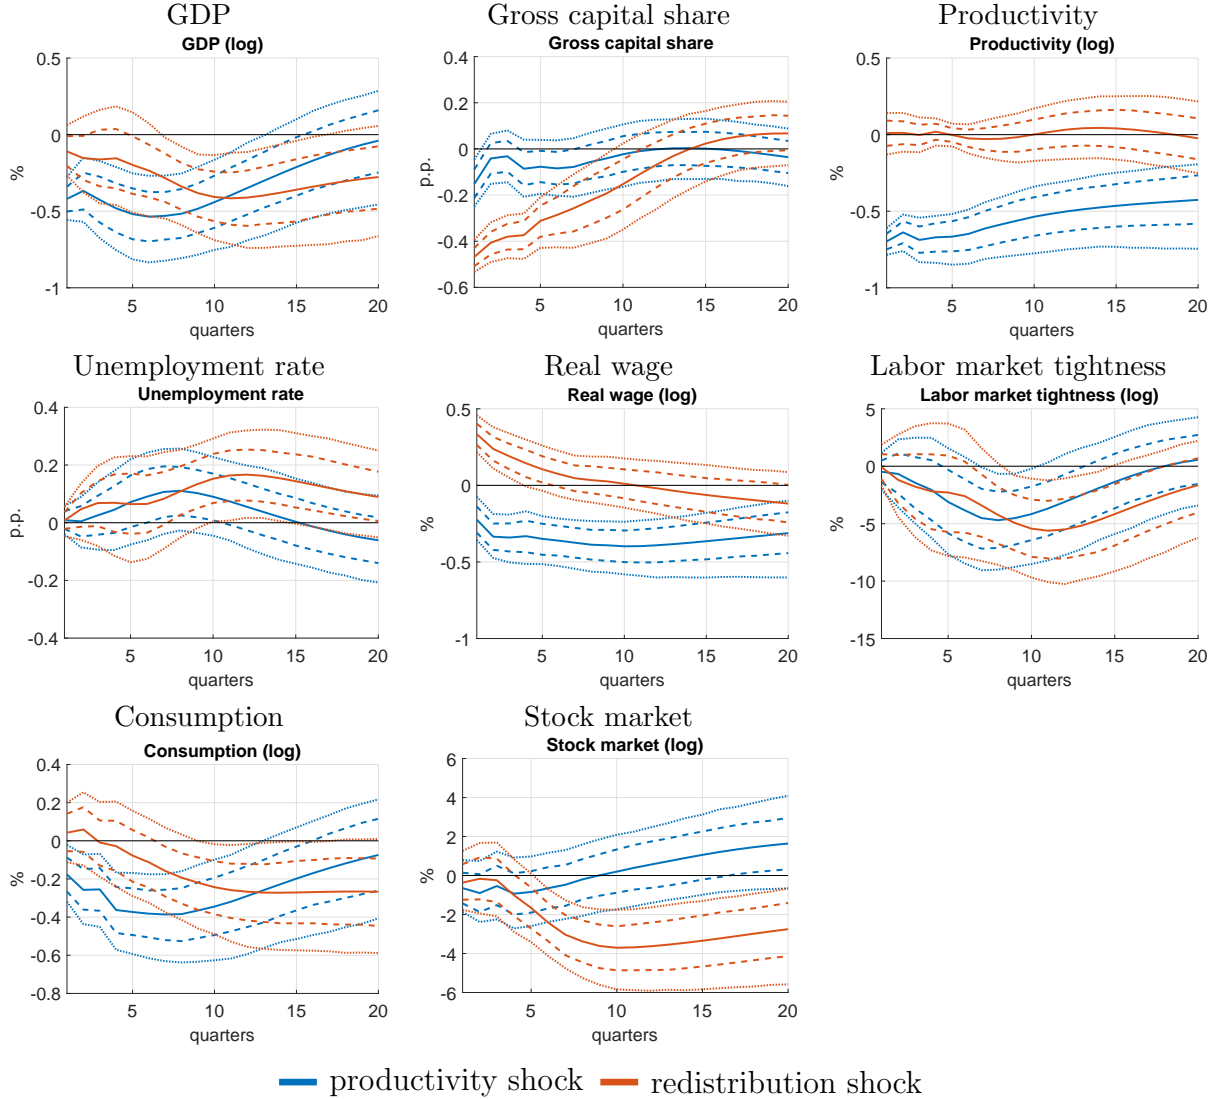 GDP
Gross capital share
Productivity
GDP (log)
0.5
0
-0.5
-1
%
5
10
15
20
quarters
Gross capital share
0.4
0.2
0
-0.2
-0.4
-0.6
p.p.
5
10
15
20
quarters
Productivity (log)
0.5
0
-0.5
-1
%
5
10
15
20
quarters
Unemployment rate
Real wage
Labor market tightness
Unemployment rate
0.4
0.2
0
-0.2
-0.4
p.p.
5
10
15
20
quarters
Real wage (log)
0.5
0
-0.5
-1
%
5
10
15
20
quarters
Labor market tightness (log)
5
0
-5
-10
-15
%
5
10
15
20
quarters
Consumption
Stock market
Consumption (log)
0.4
0.2
0
-0.2
-0.4
-0.6
-0.8
%
5
10
15
20
quarters
Stock market (log)
6
4
2
0
-2
-4
-6
%
5
10
15
20
quarters
productivity shock
redistribution shock